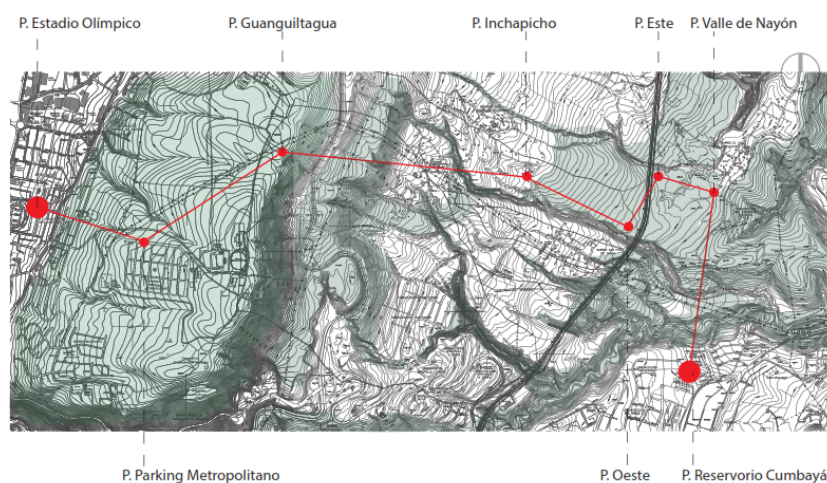 P. Estadio Olímpico
P. Guanguiltagua
P. Inchapicho
P. Este
P. Valle de Nayón
P. Parking Metropolitano
P. Oeste
P. Reservorio Cumbayá